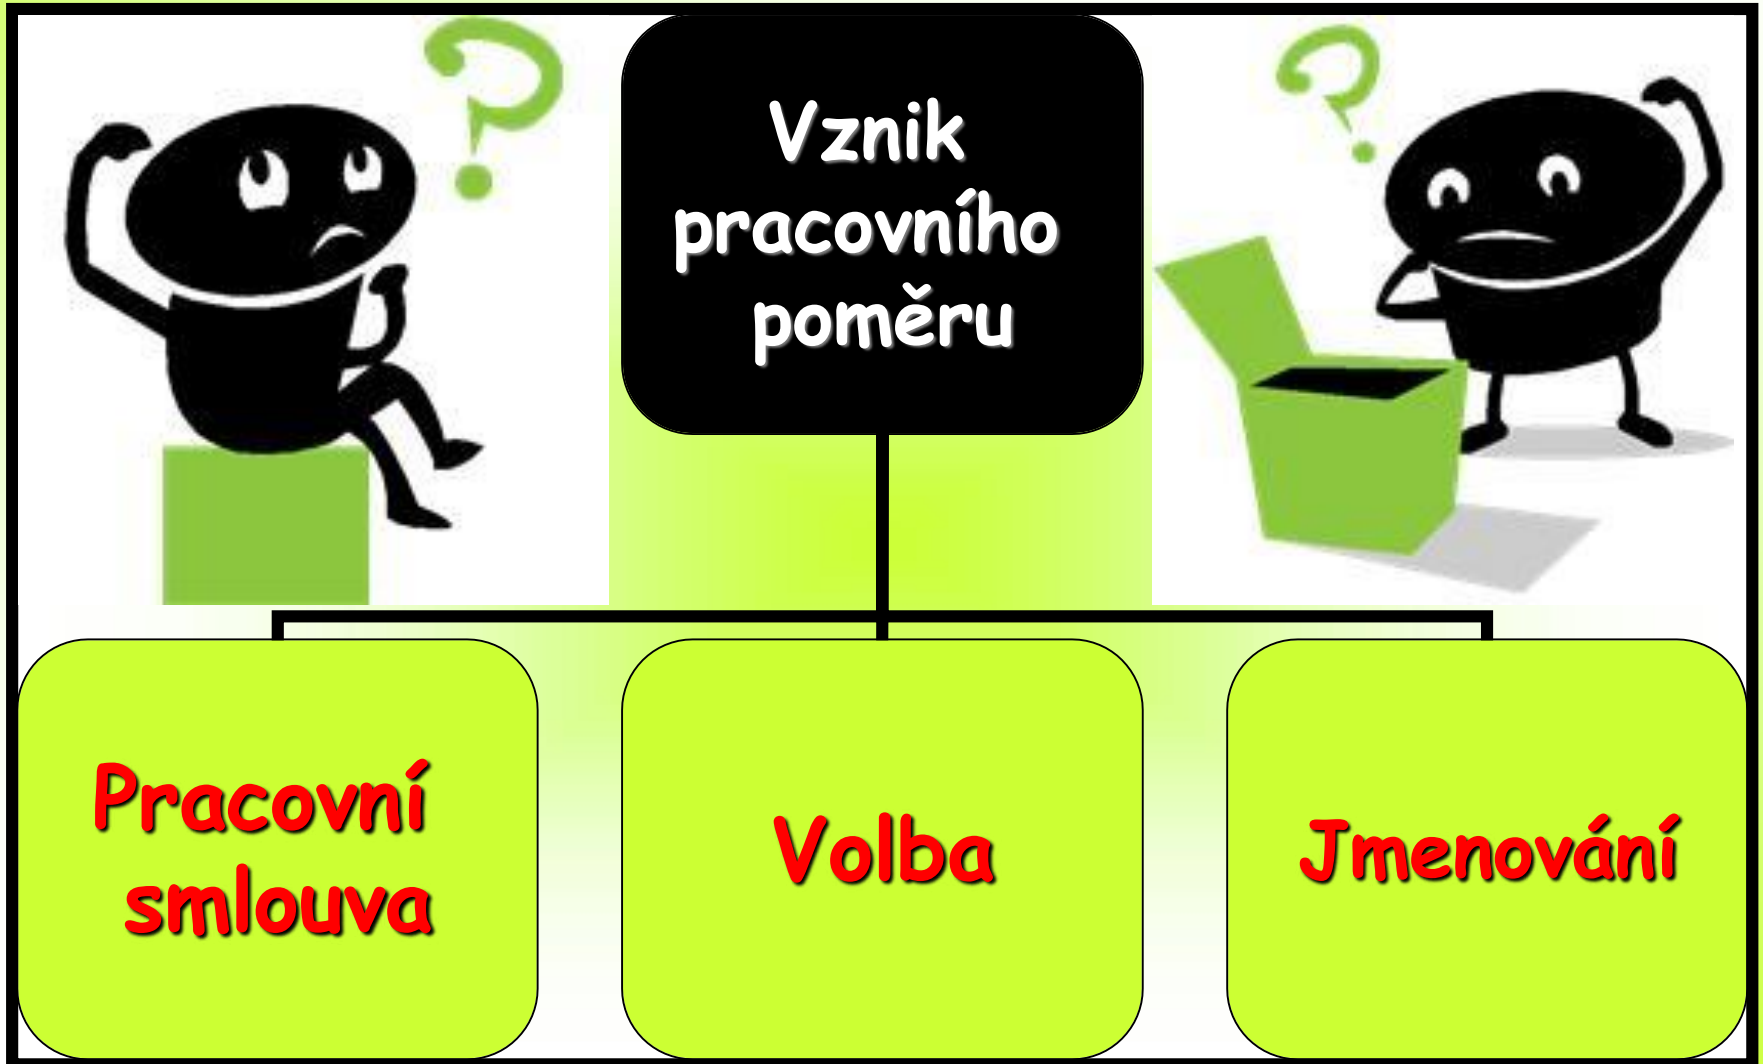 Vznik
pracovního
poměru
Pracovní
smlouva
Volba
Jmenování